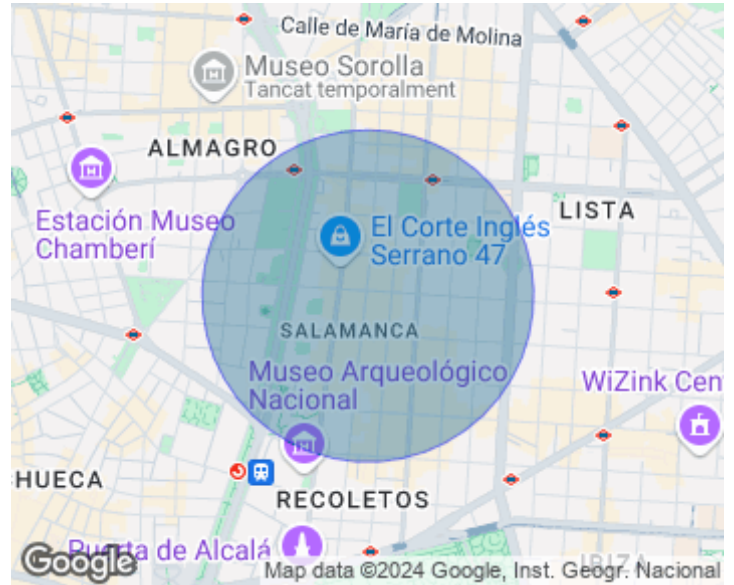 Calle de María de Molina
Museo Sorolla
Tancat temporalment
ALMAGRO
Estación Museo
Chamberí
El Corte Inglés
Serrano 47
LISTA
SALAMANCA
Museo Arqueológico
Nacional
WiZink Cen
HUECA
RECOLETOS
Puerta de Alcalá
IBIZA
Google
Map data ©2024 Google, Inst. Geogr. Nacional